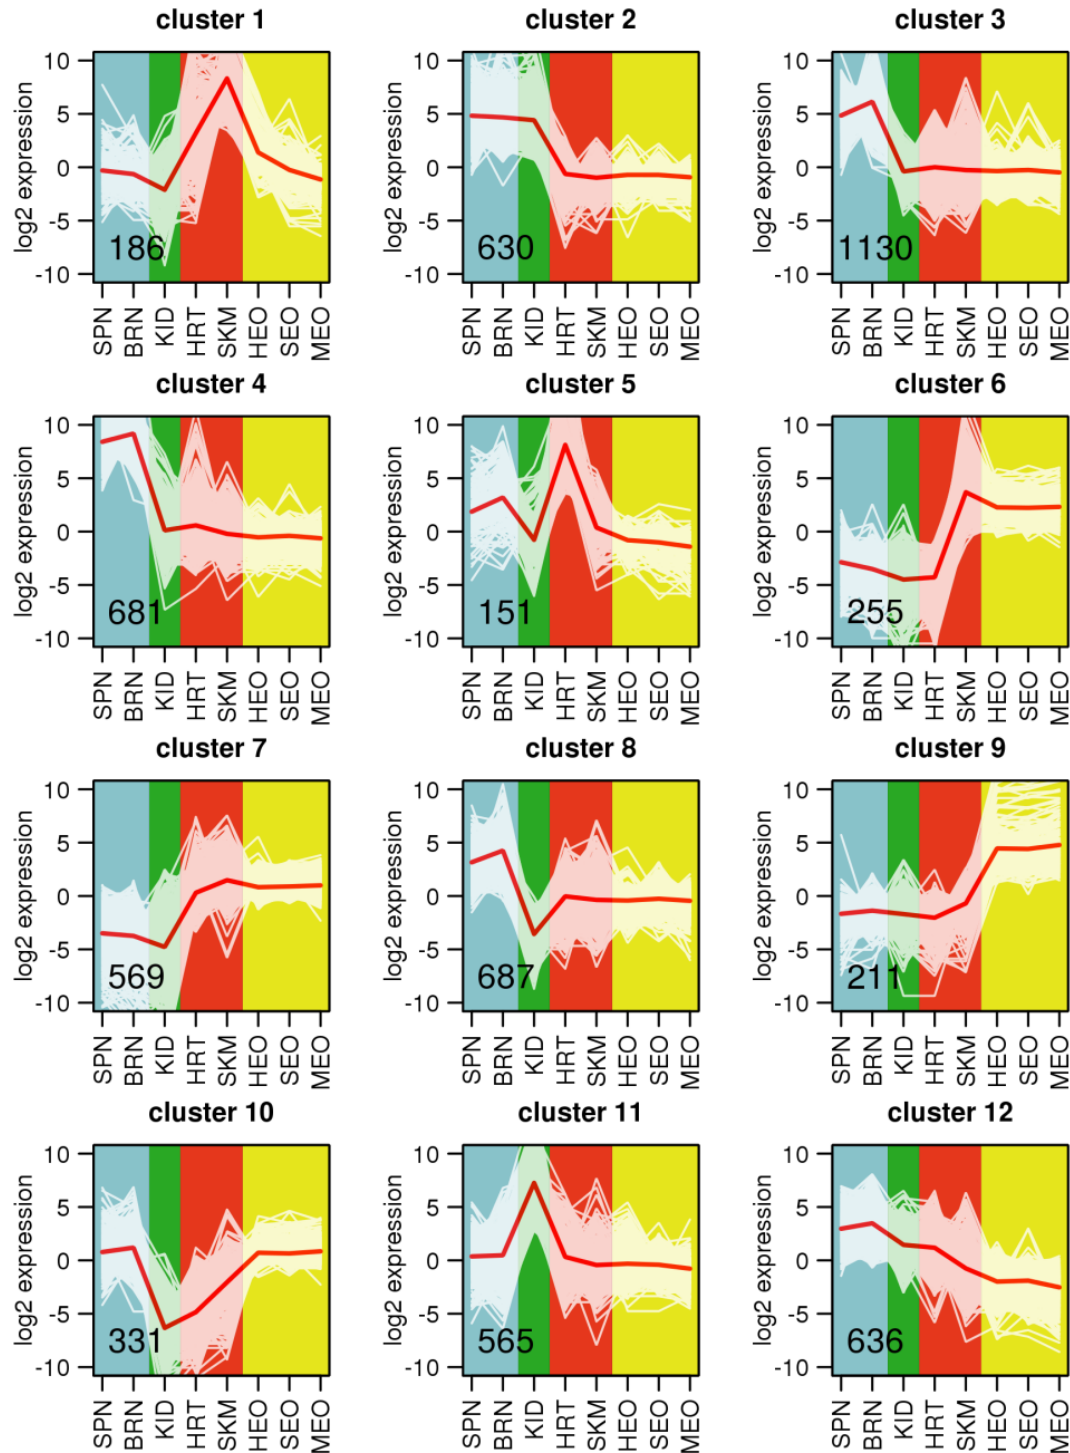 cluster 1 cluster 2 cluster 3
10 10 10
5 5 5
0 0 0
-5 -5 -5
-10 -10 -10
log2 expression log2 expression log2 expression
186 630 1130
SPN BRN KID HRT SKM HEO SEO MEO SPN BRN KID HRT SKM HEO SEO MEO SPN BRN KID HRT SKM HEO SEO MEO
cluster 4 cluster 5 cluster 6
10 10 10
5 5 5
0 0 0
-5 -5 -5
-10 -10 -10
log2 expression log2 expression log2 expression
681 151 255
SPN BRN KID HRT SKM HEO SEO MEO SPN BRN KID HRT SKM HEO SEO MEO SPN BRN KID HRT SKM HEO SEO MEO
cluster 7 cluster 8 cluster 9
10 10 10
5 5 5
0 0 0
-5 -5 -5
-10 -10 -10
log2 expression log2 expression log2 expression
569 687 211
SPN BRN KID HRT SKM HEO SEO MEO SPN BRN KID HRT SKM HEO SEO MEO SPN BRN KID HRT SKM HEO SEO MEO
cluster 10 cluster 11 cluster 12
10 10 10
5 5 5
0 0 0
-5 -5 -5
-10 -10 -10
log2 expression log2 expression log2 expression
331 565 636
SPN BRN KID HRT SKM HEO SEO MEO SPN BRN KID HRT SKM HEO SEO MEO SPN BRN KID HRT SKM HEO SEO MEO